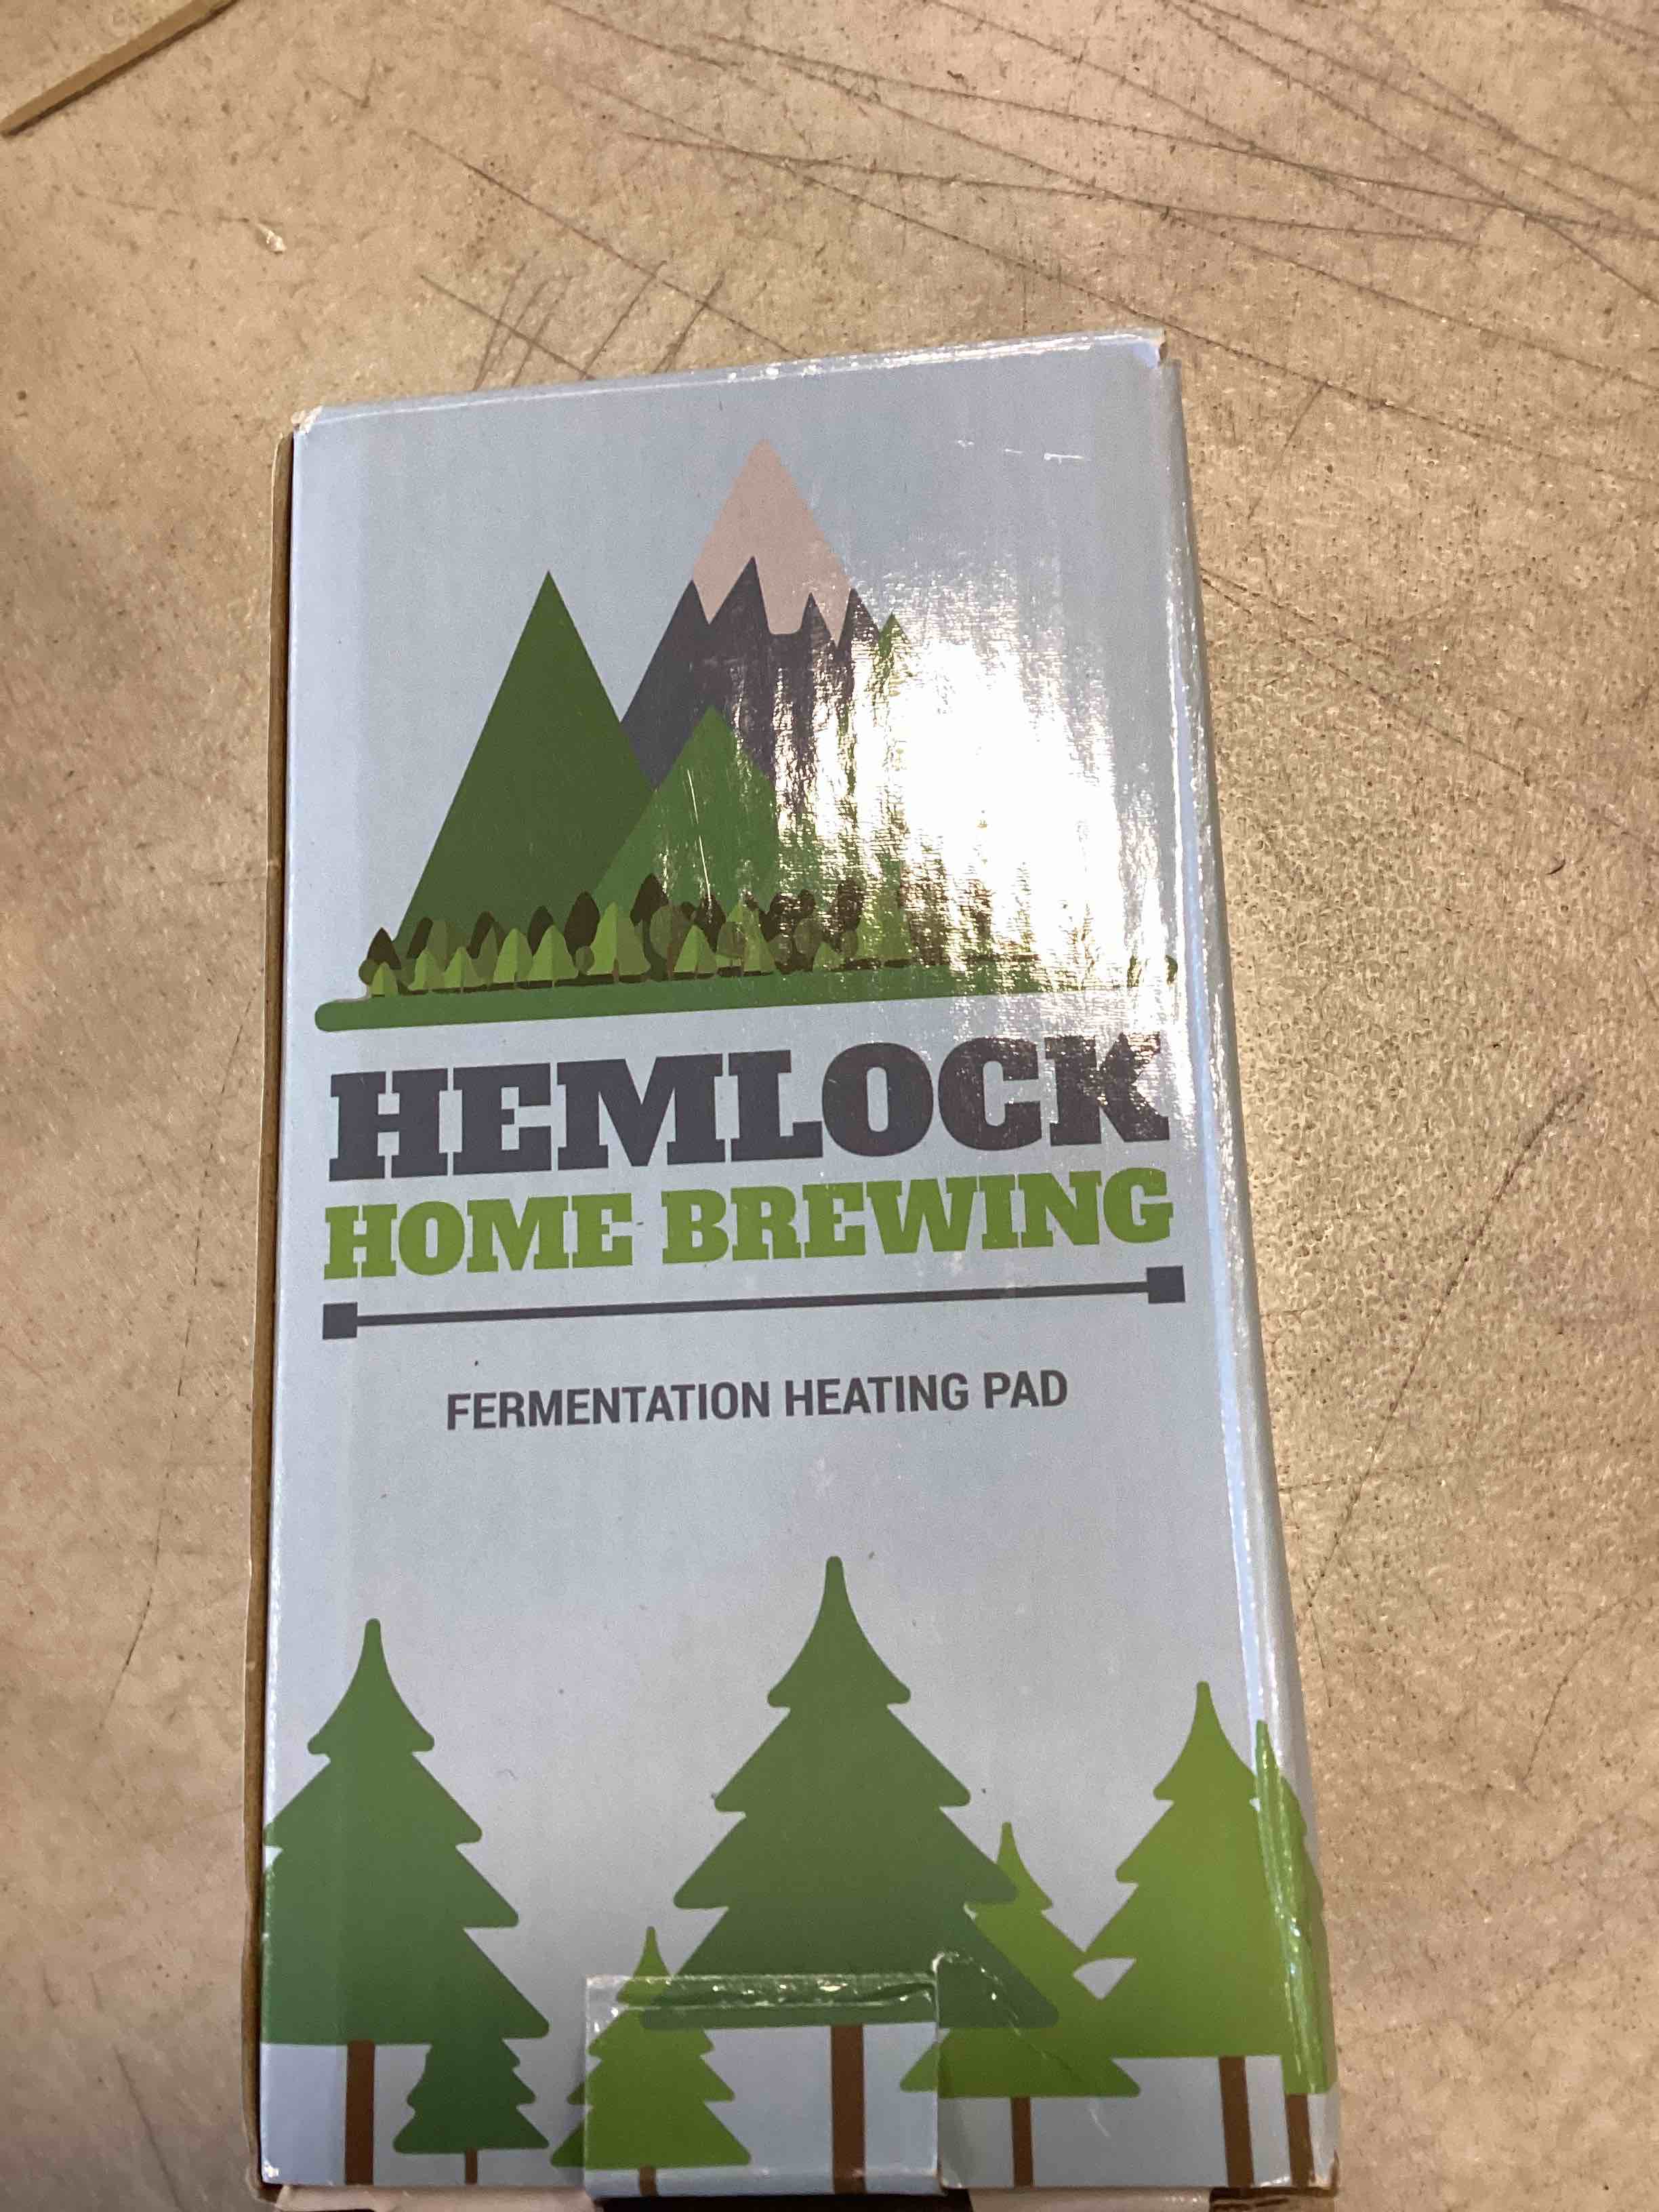 HEMLOCK
HOME BREWING
FERMENTATION HEATING PAD